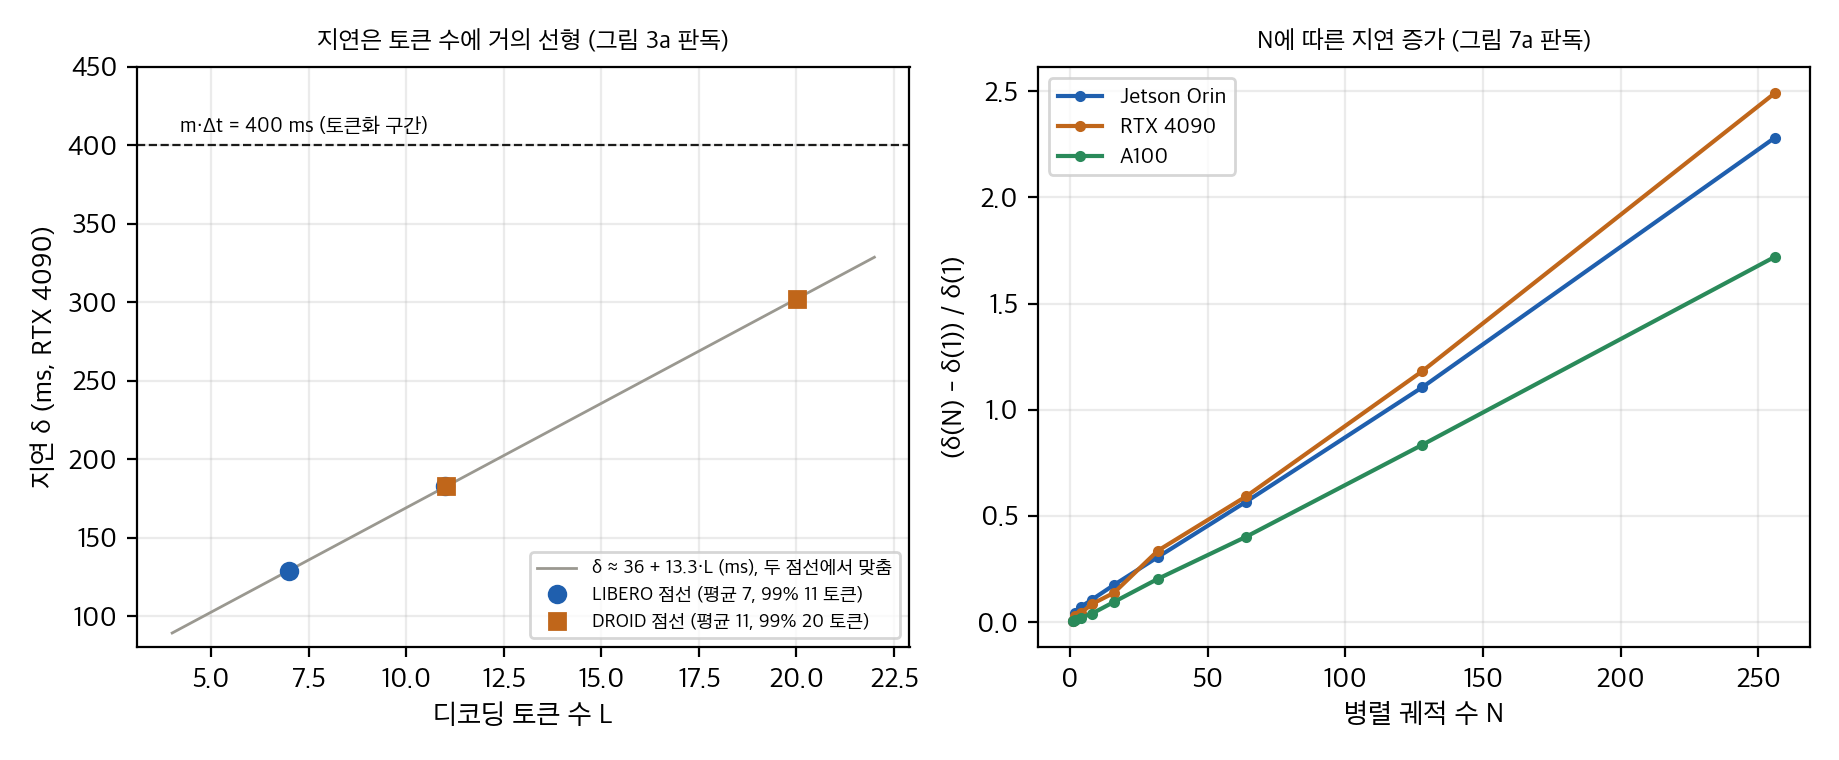 지연은 토큰 수에 거의 선형 (그림 3a 판독)
450
400
350
300
250
200
150
100
지연 δ (ms, RTX 4090)
m·Δt = 400 ms (토큰화 구간)
δ ≈ 36 + 13.3·L (ms), 두 점선에서 맞춤
LIBERO 점선 (평균 7, 99% 11 토큰)
DROID 점선 (평균 11, 99% 20 토큰)
5.0 7.5 10.0 12.5 15.0 17.5 20.0 22.5
디코딩 토큰 수 L
N에 따른 지연 증가 (그림 7a 판독)
2.5
2.0
1.5
1.0
0.5
0.0
(δ(N) − δ(1)) / δ(1)
Jetson Orin
RTX 4090
A100
0 50 100 150 200 250
병렬 궤적 수 N